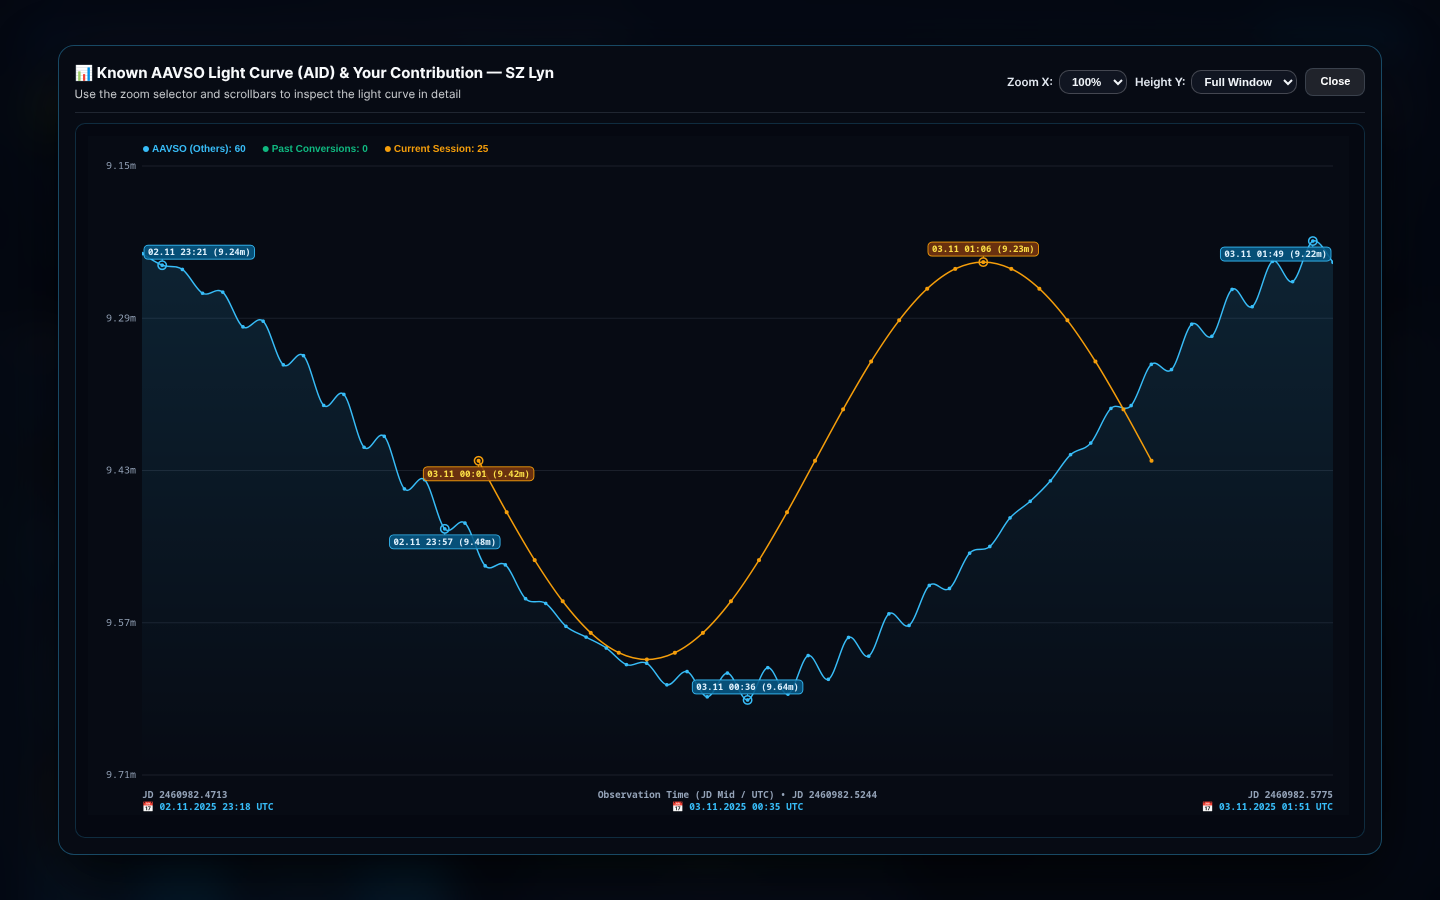 📊 Known AAVSO Light Curve (AID) & Your Contribution — SZ Lyn
Use the zoom selector and scrollbars to inspect the light curve in detail
Zoom X: 100% Height Y: Full Window Close
AAVSO (Others): 60 Past Conversions: 0 Current Session: 25
9.15m
03.11 01:06 (9.23m)
02.11 23:21 (9.24m)
03.11 01:49 (9.22m)
9.29m
9.43m
03.11 00:01 (9.42m)
02.11 23:57 (9.48m)
9.57m
03.11 00:36 (9.64m)
9.71m
JD 2460982.4713 Observation Time (JD Mid / UTC) • JD 2460982.5244 JD 2460982.5775
📅 02.11.2025 23:18 UTC 📅 03.11.2025 00:35 UTC 📅 03.11.2025 01:51 UTC